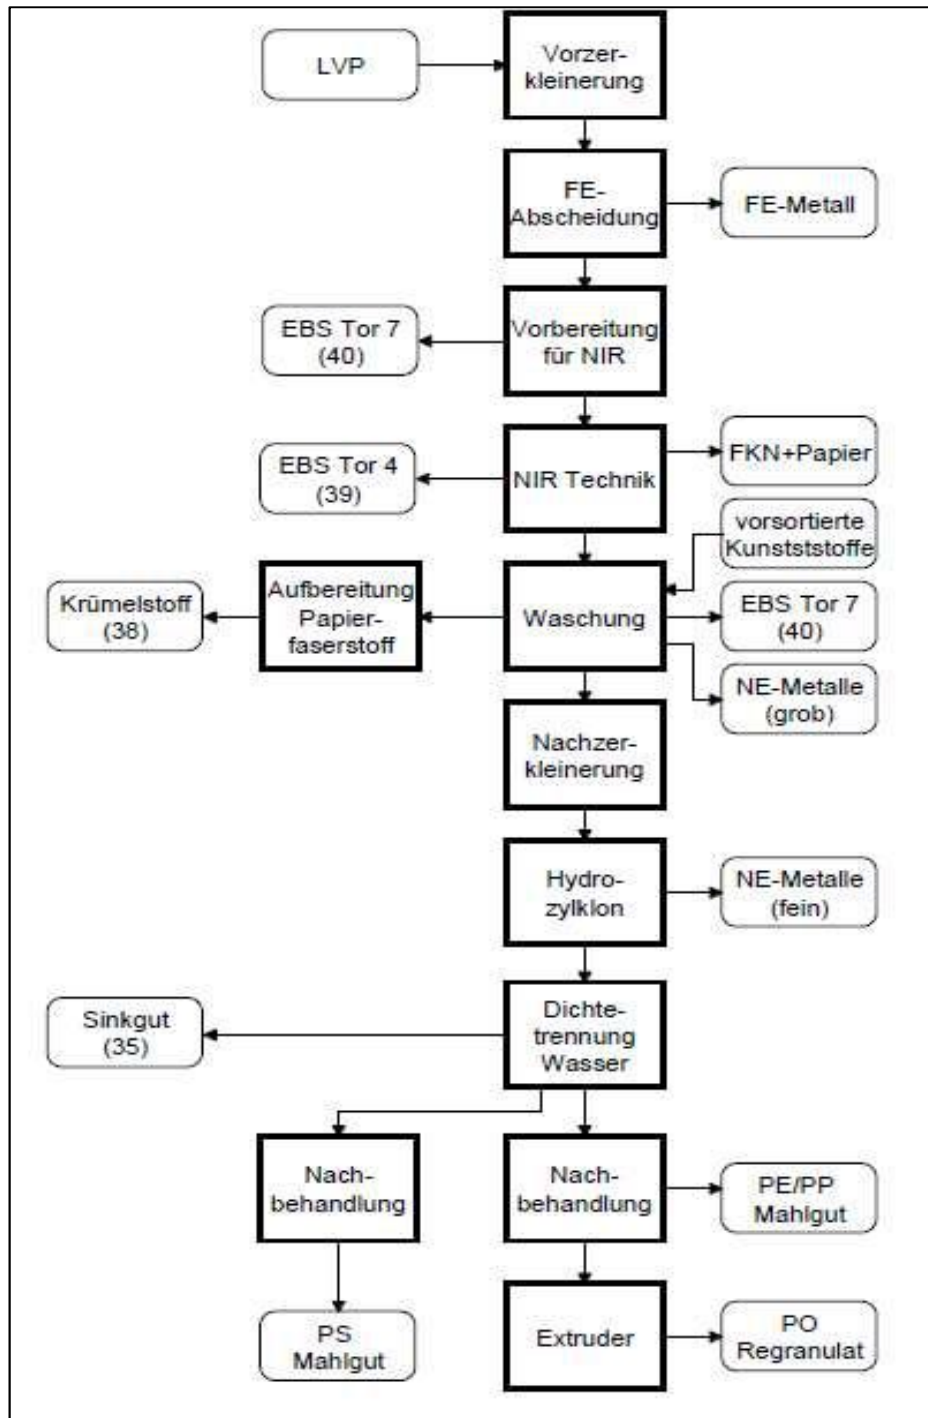 LVP
Vorzer-
kleinerung
FE-
Abscheidung
FE-Metall
EBS Tor 7
(40)
Vorbereitung
für NIR
EBS Tor 4
(39)
NIR Technik
FKN+Papier
vorsortierte
Kunstststoffe
Krümelstoff
(38)
Aufbereitung
Papier-
faserstoff
Waschung
EBS Tor 7
(40)
NE-Metalle
(grob)
Nachzer-
kleinerung
Hydro-
zylklon
NE-Metalle
(fein)
Sinkgut
(35)
Dichte-
trennung
Wasser
Nach-
behandlung
Nach-
behandlung
PE/PP
Mahlgut
PS
Mahlgut
Extruder
PO
Regranulat